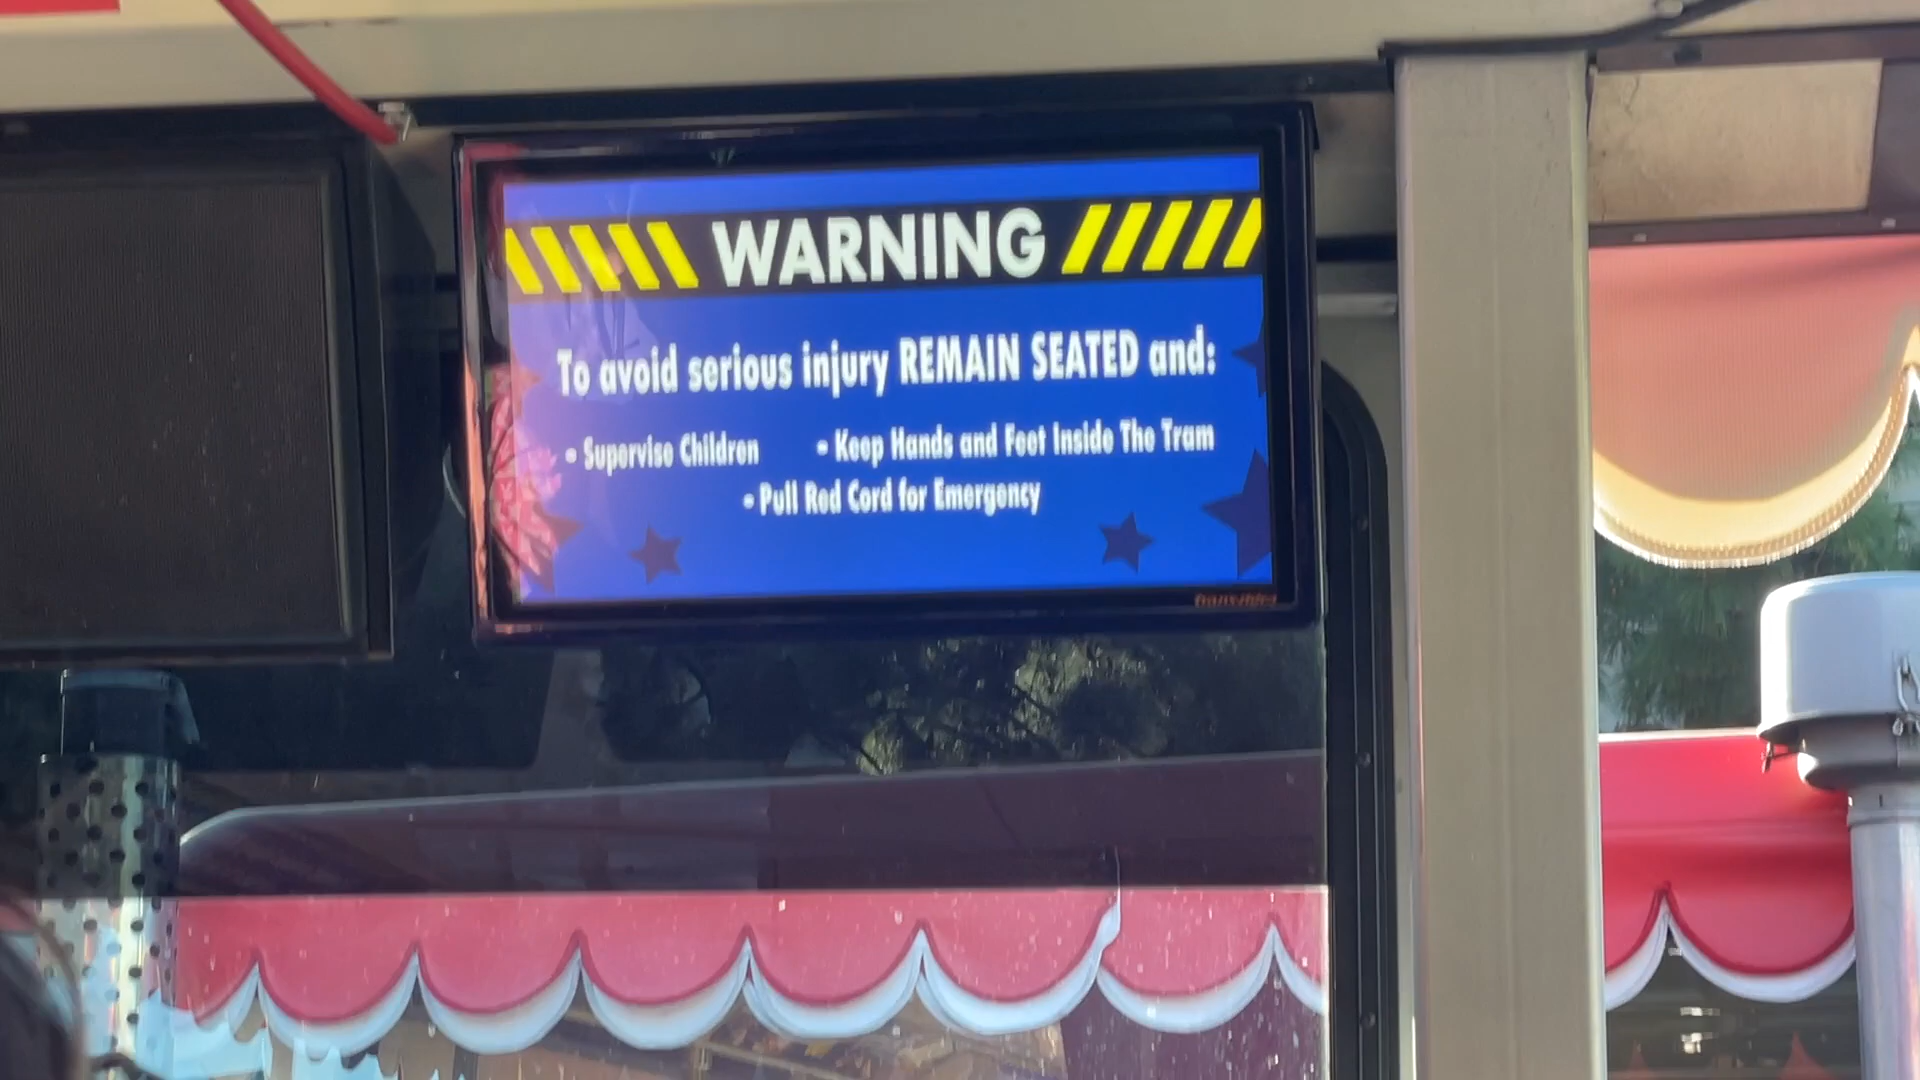 WARNING
To avoid serious injury REMAIN SEATED and:
• Supervise Children • Keep Hands and Feet Inside The Tram
• Pull Red Cord for Emergency